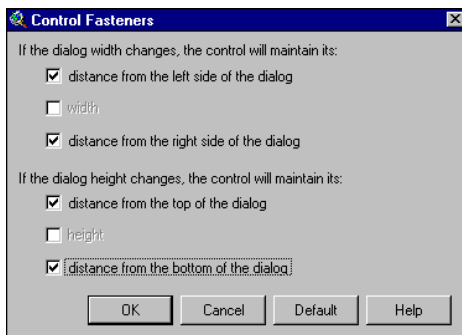 Control Fasteners
If the dialog width changes, the control will maintain its:
distance from the left side of the dialog
width
distance from the right side of the dialog
If the dialog height changes, the control will maintain its:
distance from the top of the dialog
height
distance from the bottom of the dialog
OK Cancel Default Help